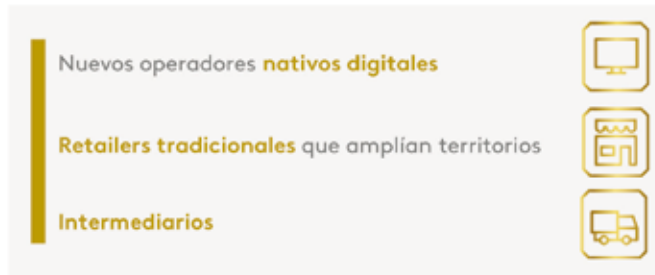 Nuevos operadores nativos digitales
Retailers tradicionales que amplían territorios
Intermediarios